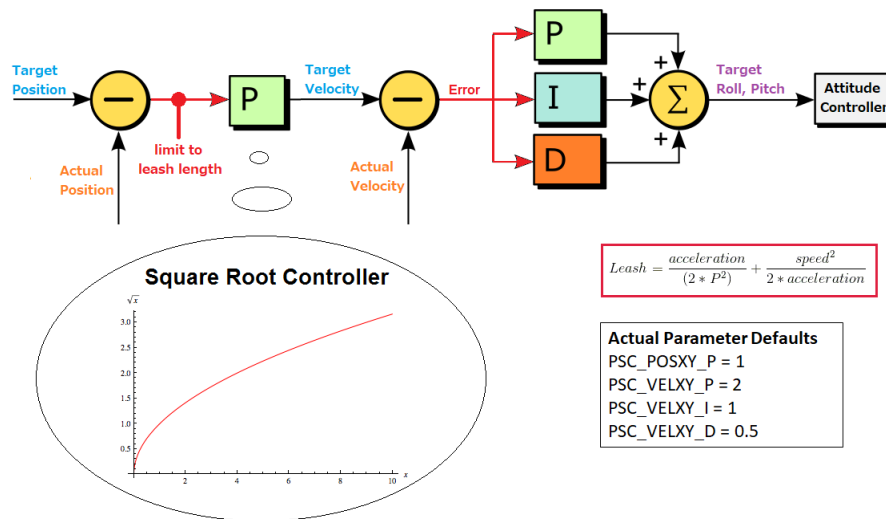 Target
Position
−
limit to
leash length
Actual
Position
P
Target
Velocity
−
Actual
Velocity
Error
P
I
D
+
+
+
Σ
Target
Roll, Pitch
Attitude
Controller
Square Root Controller
√x
3.0
2.5
2.0
1.5
1.0
0.5
2
4
6
8
10
x
Leash = acceleration / (2 * P²) + speed² / 2 * acceleration
Actual Parameter Defaults
PSC_POSXY_P = 1
PSC_VELXY_P = 2
PSC_VELXY_I = 1
PSC_VELXY_D = 0.5